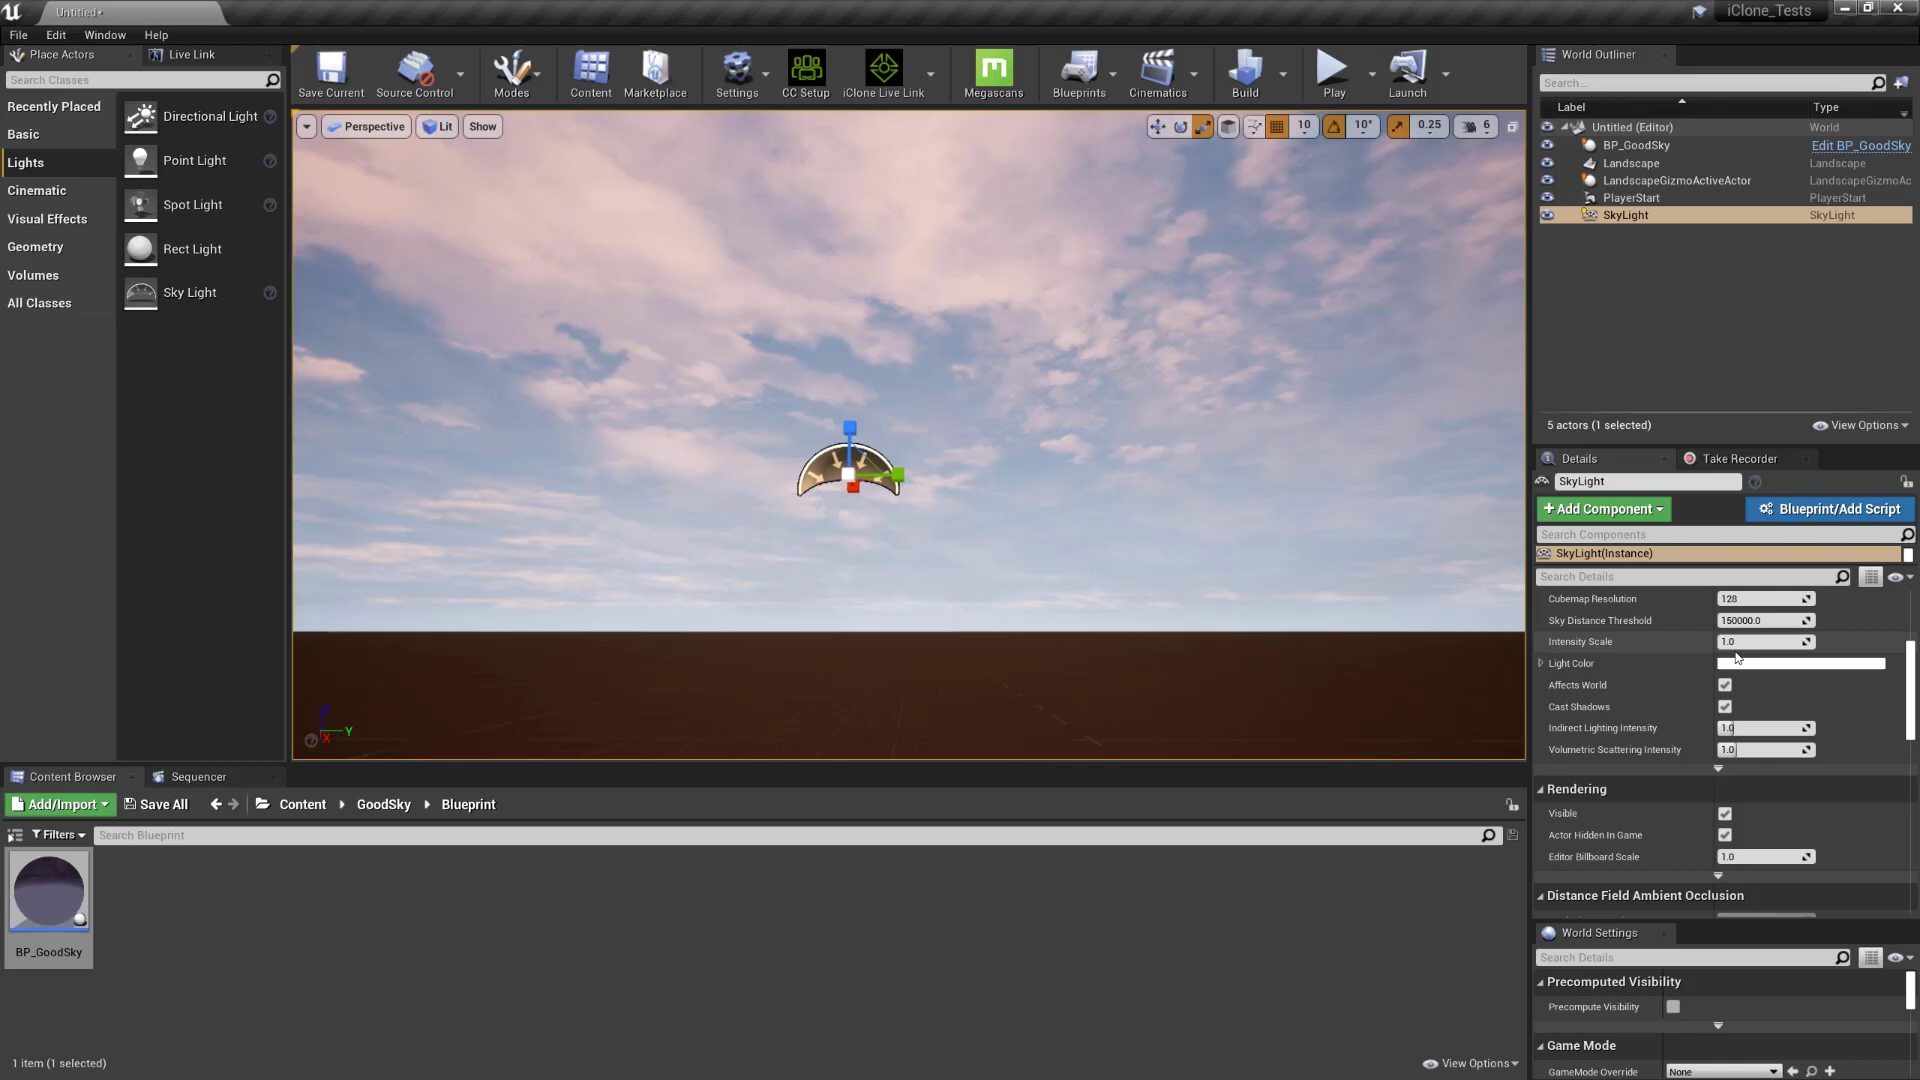 Untitled•
iClone_Tests
File Edit Window Help
Place Actors Live Link
Search Classes
Recently Placed
Basic
Lights
Cinematic
Visual Effects
Geometry
Volumes
All Classes
Directional Light
Point Light
Spot Light
Rect Light
Sky Light
Save Current Source Control Modes Content Marketplace Settings CC Setup iClone Live Link Megascans Blueprints Cinematics Build Play Launch
Perspective Lit Show
10 10° 0.25 6
Z
Y
X
World Outliner
Search...
Label Type
Untitled (Editor) World
BP_GoodSky Edit BP_GoodSky
Landscape Landscape
LandscapeGizmoActiveActor LandscapeGizmoAc
PlayerStart PlayerStart
SkyLight SkyLight
5 actors (1 selected) View Options
Details Take Recorder
SkyLight
+ Add Component Blueprint/Add Script
Search Components
SkyLight(Instance)
Search Details
Cubemap Resolution 128
Sky Distance Threshold 150000.0
Intensity Scale 1.0
Light Color
Affects World
Cast Shadows
Indirect Lighting Intensity 1.0
Volumetric Scattering Intensity 1.0
Rendering
Visible
Actor Hidden In Game
Editor Billboard Scale 1.0
Distance Field Ambient Occlusion
World Settings
Search Details
Precomputed Visibility
Precompute Visibility
Game Mode
GameMode Override None
Content Browser Sequencer
Add/Import Save All Content GoodSky Blueprint
Filters Search Blueprint
BP_GoodSky
1 item (1 selected) View Options